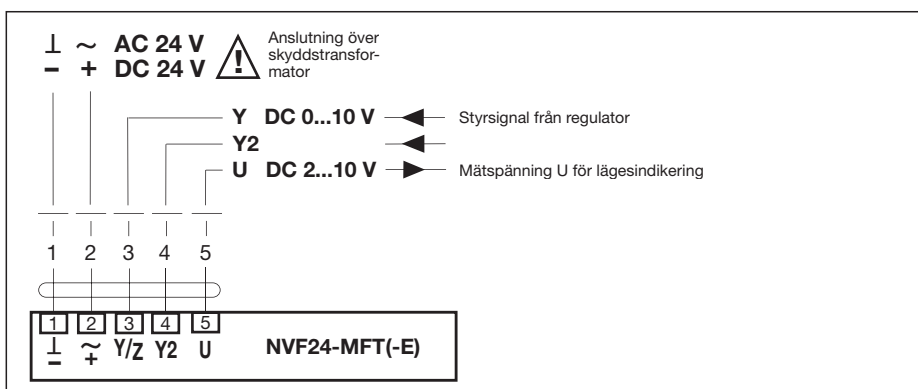 ⊥ ~ AC 24 V
– + DC 24 V
Anslutning över
skyddstransfor-
mator
Y DC 0...10 V
Styrsignal från regulator
Y2
U DC 2...10 V
Mätspänning U för lägesindikering
1 2 3 4 5
1 2 3 4 5
⊥ ~ Y/Z Y2 U
– +
NVF24-MFT(-E)